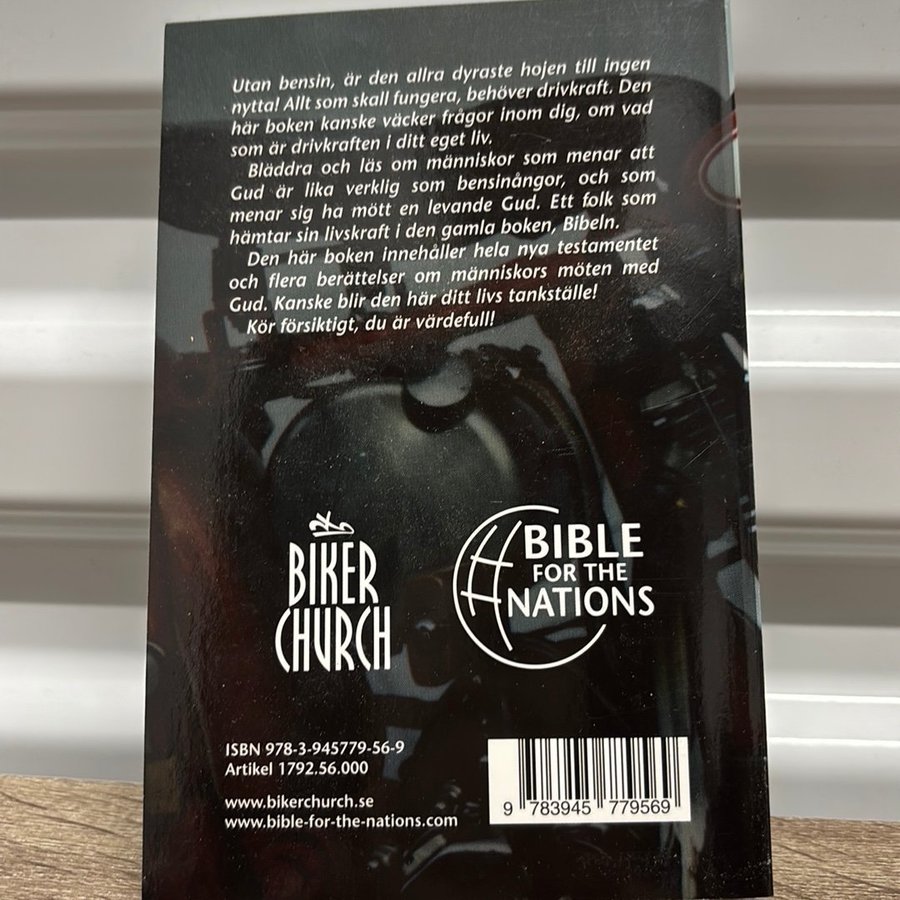 Utan bensin, är den allra dyraste hojen till ingen
nytta! Allt som skall fungera, behöver drivkraft. Den
här boken kanske väcker frågor inom dig, om vad
som är drivkraften i ditt eget liv.
Bläddra och läs om människor som menar att
Gud är lika verklig som bensinångor, och som
menar sig ha mött en levande Gud. Ett folk som
hämtar sin livskraft i den gamla boken, Bibeln.
Den här boken innehåller hela nya testamentet
och flera berättelser om människors möten med
Gud. Kanske blir den här ditt livs tankställe!
Kör försiktigt, du är värdefull!
BIKER
CHURCH
BIBLE
FOR THE
NATIONS
ISBN 978-3-945779-56-9
Artikel 1792.56.000
www.bikerchurch.se
www.bible-for-the-nations.com
9 783945 779569